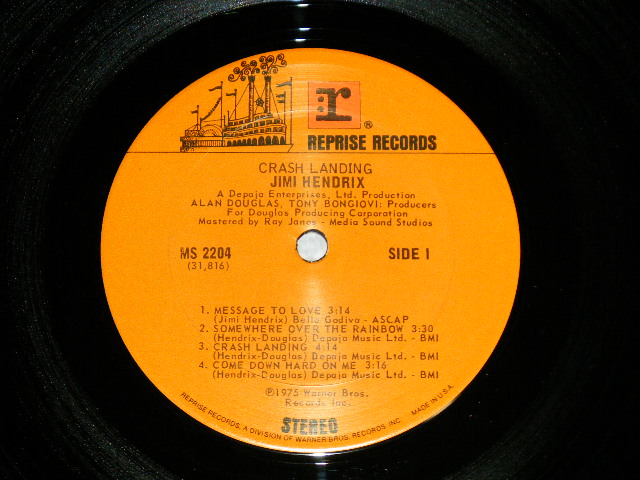 r®
REPRISE RECORDS
CRASH LANDING
JIMI HENDRIX
A Depaja Enterprises, Ltd. Production
ALAN DOUGLAS, TONY BONGIOVI: Producers
For Douglas Producing Corporation
Mastered by Ray Janos - Media Sound Studios
MS 2204 SIDE 1
(31,816)
1. MESSAGE TO LOVE 3:14
(Jimi Hendrix) Bella Godiva - ASCAP
2. SOMEWHERE OVER THE RAINBOW 3:30
(Hendrix-Douglas) Depaja Music Ltd. - BMI
3. CRASH LANDING 4:14
(Hendrix-Douglas) Depaja Music Ltd. - BMI
4. COME DOWN HARD ON ME 3:16
(Hendrix-Douglas) Depaja Music Ltd. - BMI
℗1975 Warner Bros.
Records Inc.
STEREO
REPRISE RECORDS, A DIVISION OF WARNER BROS. RECORDS, INC. MADE IN U.S.A.